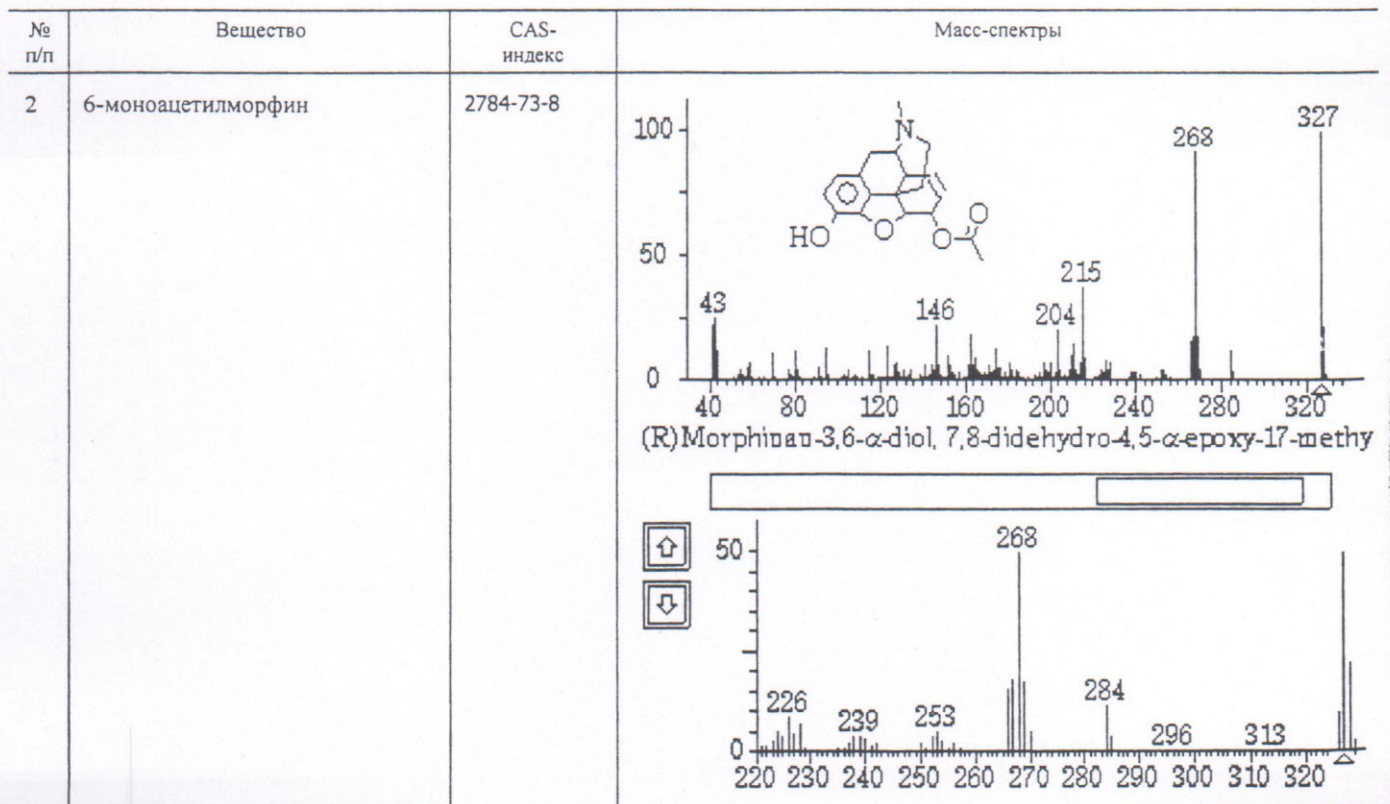 № п/п
Вещество
CAS-индекс
Масс-спектры
2
6-моноацетилморфин
2784-73-8
100
50
0
N
HO
O
O
O
43
146
204
215
268
327
40 80 120 160 200 240 280 320
(R)Morphinan-3,6-α-diol, 7,8-didehydro-4,5-α-epoxy-17-methy
50
0
226
239
253
268
284
296
313
220 230 240 250 260 270 280 290 300 310 320